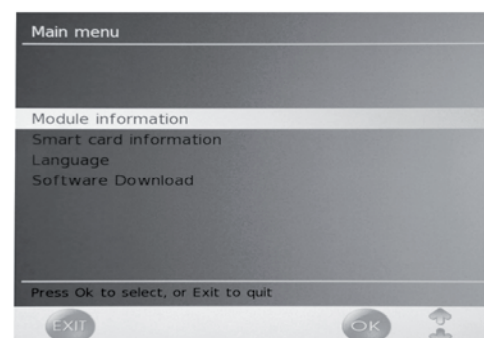 Main menu
Module information
Smart card information
Language
Software Download
Press Ok to select, or Exit to quit
EXIT
OK